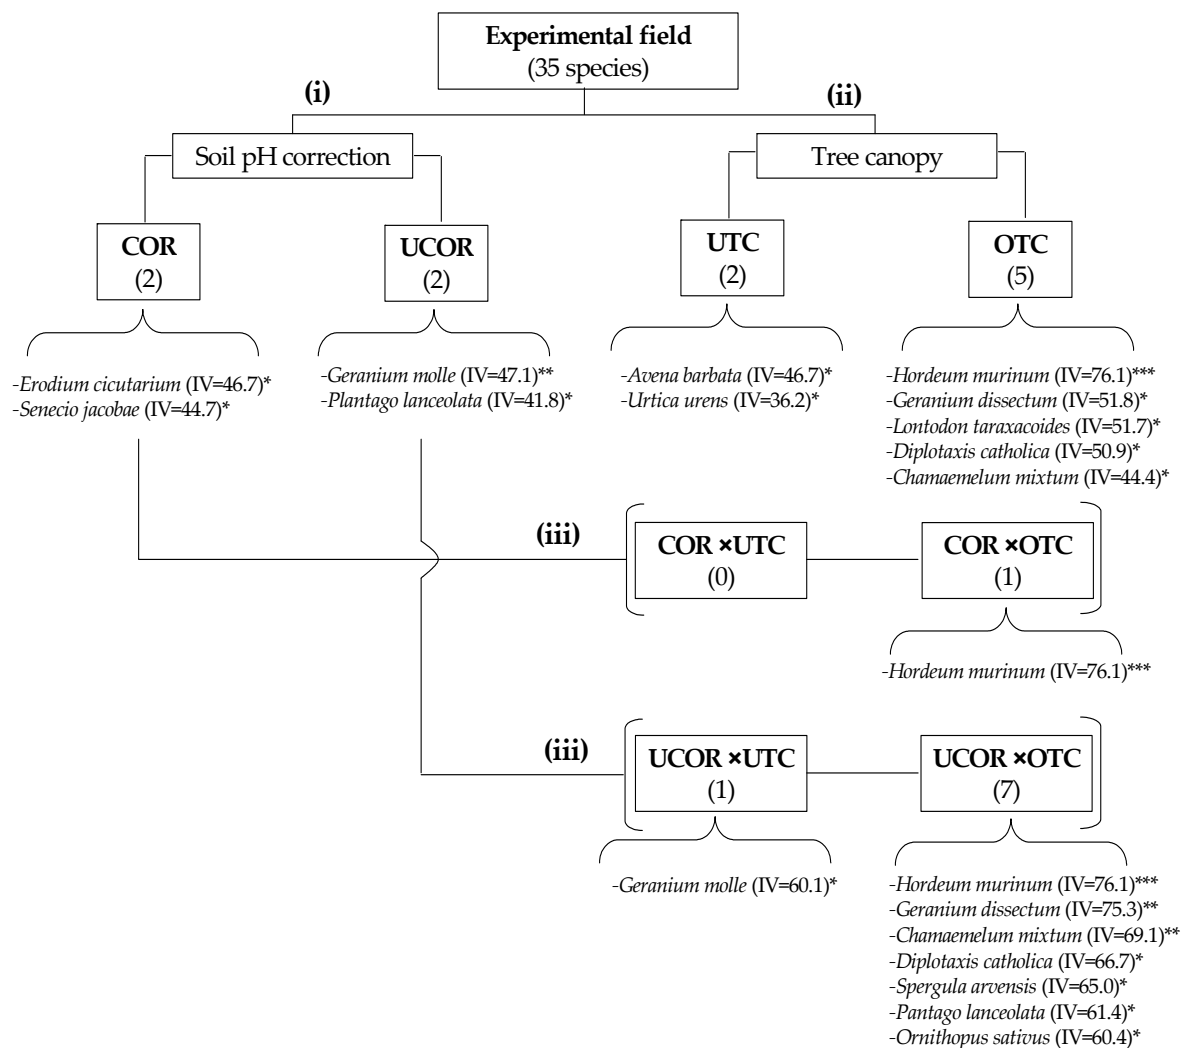 Experimental field
(35 species)
(i)
(ii)
Soil pH correction
Tree canopy
COR
(2)
UCOR
(2)
UTC
(2)
OTC
(5)
-Erodium cicutarium (IV=46.7)*
-Senecio jacobae (IV=44.7)*
-Geranium molle (IV=47.1)**
-Plantago lanceolata (IV=41.8)*
-Avena barbata (IV=46.7)*
-Urtica urens (IV=36.2)*
-Hordeum murinum (IV=76.1)***
-Geranium dissectum (IV=51.8)*
-Lontodon taraxacoides (IV=51.7)*
-Diplotaxis catholica (IV=50.9)*
-Chamaemelum mixtum (IV=44.4)*
(iii)
COR ×UTC
(0)
COR ×OTC
(1)
-Hordeum murinum (IV=76.1)***
(iii)
UCOR ×UTC
(1)
UCOR ×OTC
(7)
-Geranium molle (IV=60.1)*
-Hordeum murinum (IV=76.1)***
-Geranium dissectum (IV=75.3)**
-Chamaemelum mixtum (IV=69.1)**
-Diplotaxis catholica (IV=66.7)*
-Spergula arvensis (IV=65.0)*
-Pantago lanceolata (IV=61.4)*
-Ornithopus sativus (IV=60.4)*